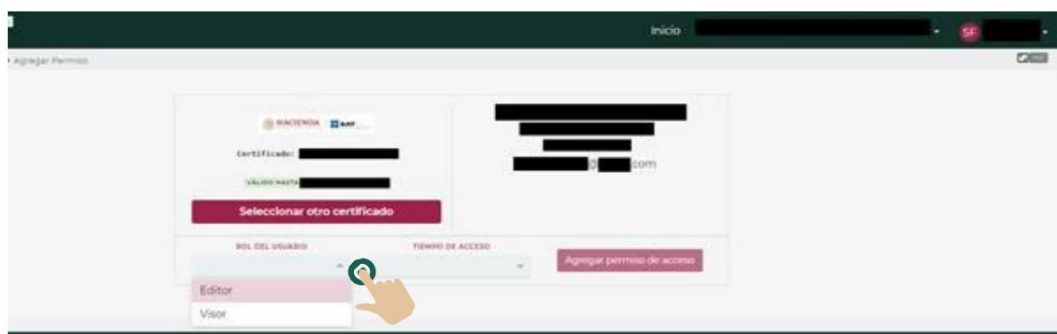 Inicio
SF
Agregar Permiso
HACIENDA SAT
Certificado:
VÁLIDO HASTA
com
Seleccionar otro certificado
ROL DEL USUARIO TIEMPO DE ACCESO
Agregar permiso de acceso
Editor
Visor